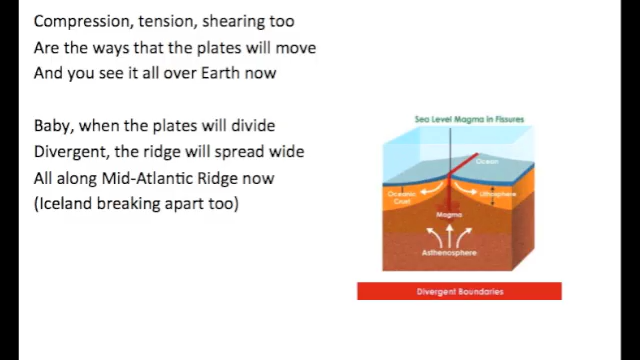 Compression, tension, shearing too
Are the ways that the plates will move
And you see it all over Earth now
Baby, when the plates will divide
Divergent, the ridge will spread wide
All along Mid-Atlantic Ridge now
(Iceland breaking apart too)
Sea Level Magma in Fissures
Ocean
Oceanic
Crust
Lithosphere
Magma
Asthenosphere
Divergent Boundaries